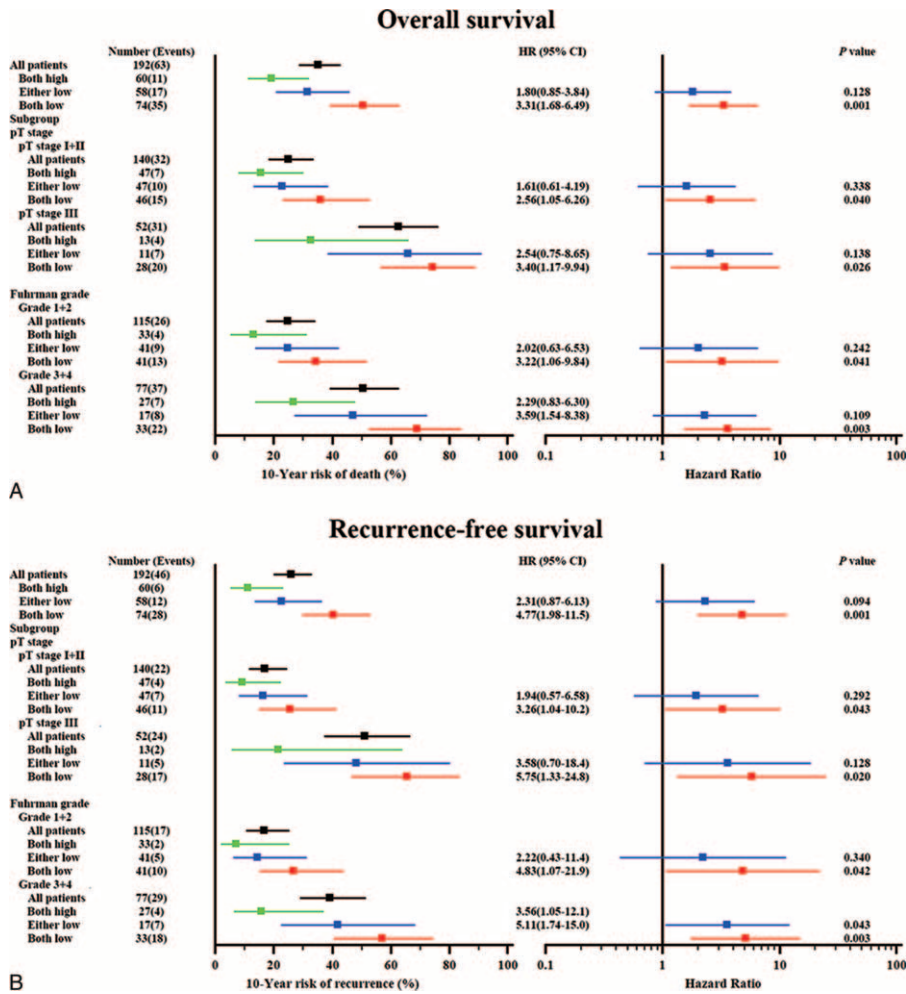 Overall survival
Number (Events) HR (95% CI) P value
All patients 192(63)
Both high 60(11)
Either low 58(17) 1.80(0.85-3.84) 0.128
Both low 74(35) 3.31(1.68-6.49) 0.001
Subgroup
pT stage
pT stage I+II
All patients 140(32)
Both high 47(7)
Either low 47(10) 1.61(0.61-4.19) 0.338
Both low 46(15) 2.56(1.05-6.26) 0.040
pT stage III
All patients 52(31)
Both high 13(4)
Either low 11(7) 2.54(0.75-8.65) 0.138
Both low 28(20) 3.40(1.17-9.94) 0.026
Fuhrman grade
Grade 1+2
All patients 115(26)
Both high 33(4)
Either low 41(9) 2.02(0.63-6.53) 0.242
Both low 41(13) 3.22(1.06-9.84) 0.041
Grade 3+4
All patients 77(37)
Both high 27(7) 2.29(0.83-6.30)
Either low 17(8) 3.59(1.54-8.38) 0.109
Both low 33(22) 0.003
0 20 40 60 80 100 0.1 1 10 100
10-Year risk of death (%) Hazard Ratio
A
Recurrence-free survival
Number (Events) HR (95% CI) P value
All patients 192(46)
Both high 60(6)
Either low 58(12) 2.31(0.87-6.13) 0.094
Both low 74(28) 4.77(1.98-11.5) 0.001
Subgroup
pT stage
pT stage I+II
All patients 140(22)
Both high 47(4)
Either low 47(7) 1.94(0.57-6.58) 0.292
Both low 46(11) 3.26(1.04-10.2) 0.043
pT stage III
All patients 52(24)
Both high 13(2)
Either low 11(5) 3.58(0.70-18.4) 0.128
Both low 28(17) 5.75(1.33-24.8) 0.020
Fuhrman grade
Grade 1+2
All patients 115(17)
Both high 33(2)
Either low 41(5) 2.22(0.43-11.4) 0.340
Both low 41(10) 4.83(1.07-21.9) 0.042
Grade 3+4
All patients 77(29)
Both high 27(4) 3.56(1.05-12.1)
Either low 17(7) 5.11(1.74-15.0) 0.043
Both low 33(18) 0.003
0 20 40 60 80 100 0.1 1 10 100
10-Year risk of recurrence (%) Hazard Ratio
B